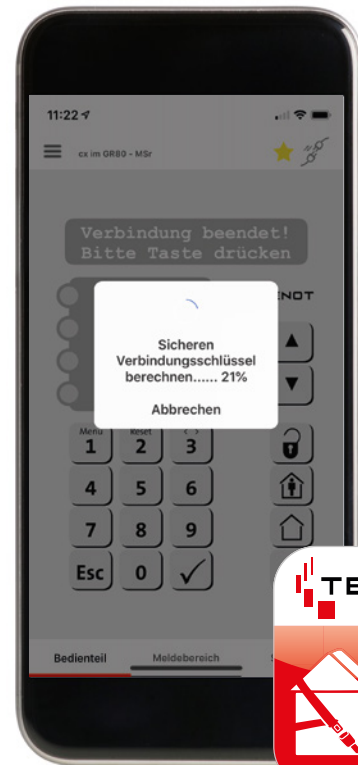 11:22
cx im GR80 - MSr
Verbindung beendet!
Bitte Taste drücken
Sicheren
Verbindungsschlüssel
berechnen...... 21%
Abbrechen
Menü Reset < >
1 2 3
4 5 6
7 8 9
Esc 0
Bedienteil Meldebereich